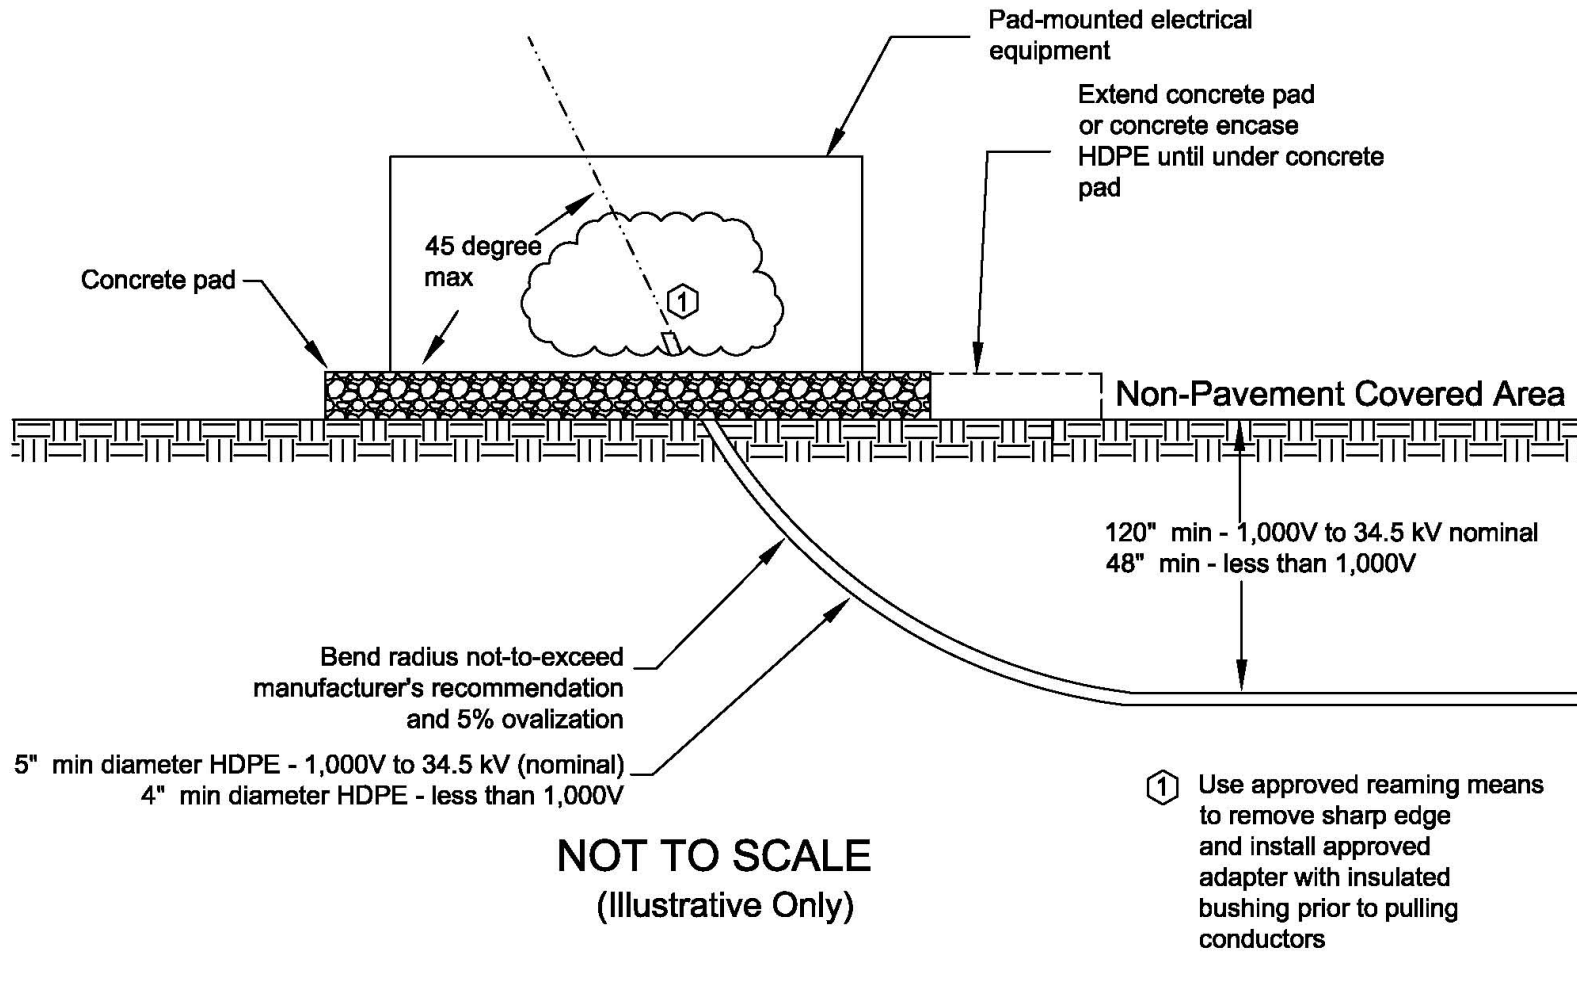 Pad-mounted electrical
equipment
Extend concrete pad
or concrete encase
HDPE until under concrete
pad
45 degree
max
Concrete pad
1
Non-Pavement Covered Area
120" min - 1,000V to 34.5 kV nominal
48" min - less than 1,000V
Bend radius not-to-exceed
manufacturer's recommendation
and 5% ovalization
5" min diameter HDPE - 1,000V to 34.5 kV (nominal)
4" min diameter HDPE - less than 1,000V
NOT TO SCALE
(Illustrative Only)
1 Use approved reaming means
to remove sharp edge
and install approved
adapter with insulated
bushing prior to pulling
conductors